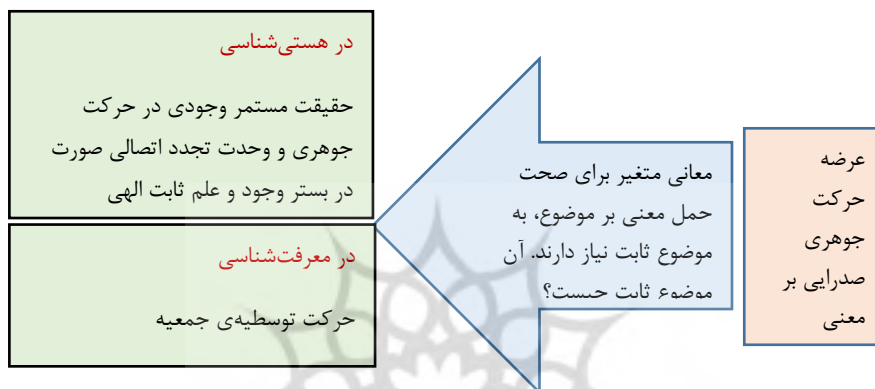 عرضه
حرکت
جوهری
صدرایی بر
معنی
معانی متغیر برای صحت
حمل معنی بر موضوع، به
موضوع ثابت نیاز دارند. آن
موضوع ثابت چیست؟
در هستی‌شناسی
حقیقت مستمر وجودی در حرکت
جوهری و وحدت تجدد اتصالی صورت
در بستر وجود و علم ثابت الهی
در معرفت‌شناسی
حرکت توسطیه‌ی جمعیه